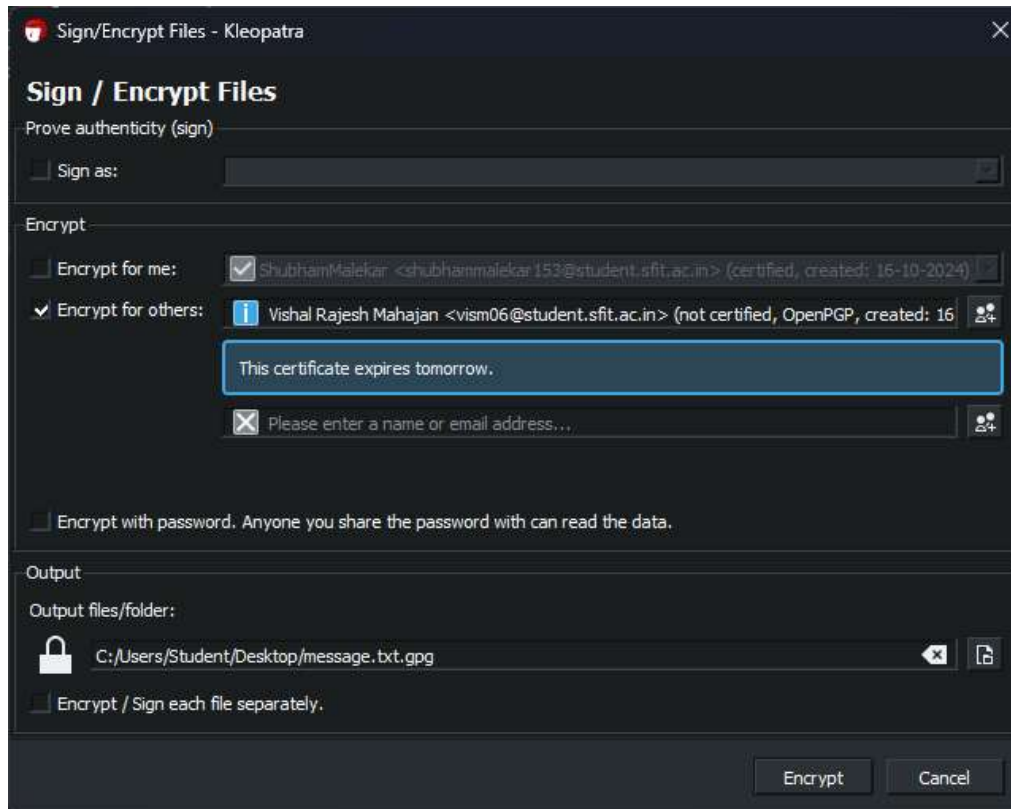 Sign/Encrypt Files - Kleopatra
Sign / Encrypt Files
Prove authenticity (sign)
Sign as:
Encrypt
Encrypt for me: ShubhamMalekar <shubhammalekar153@student.sfit.ac.in> (certified, created: 16-10-2024)
Encrypt for others: Vishal Rajesh Mahajan <vism06@student.sfit.ac.in> (not certified, OpenPGP, created: 16
This certificate expires tomorrow.
Please enter a name or email address...
Encrypt with password. Anyone you share the password with can read the data.
Output
Output files/folder:
C:/Users/Student/Desktop/message.txt.gpg
Encrypt / Sign each file separately.
Encrypt Cancel